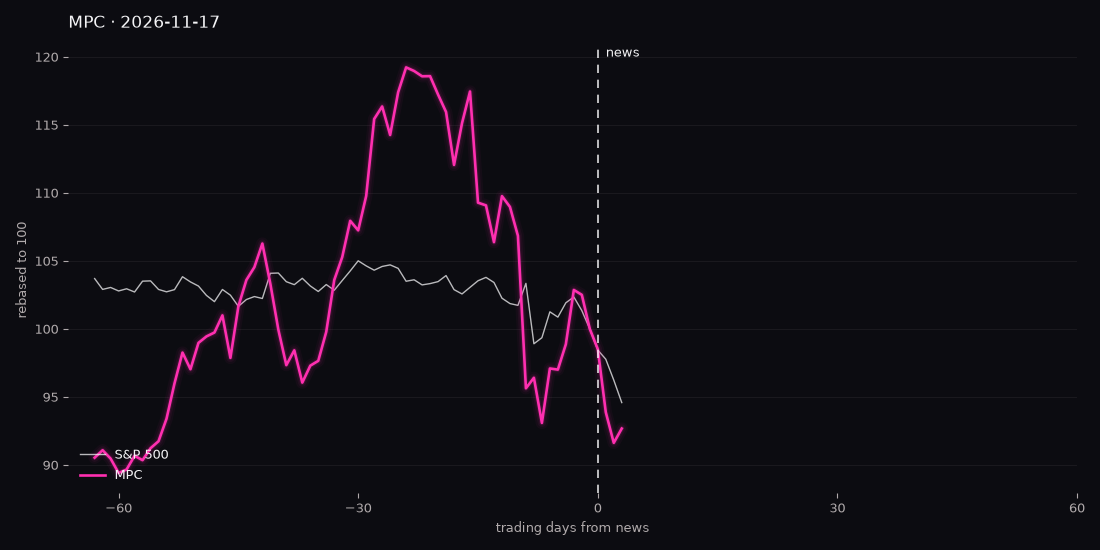 MPC · 2026-11-17
news
120
115
110
105
100
95
90
rebased to 100
S&P 500
MPC
−60
−30
0
30
60
trading days from news